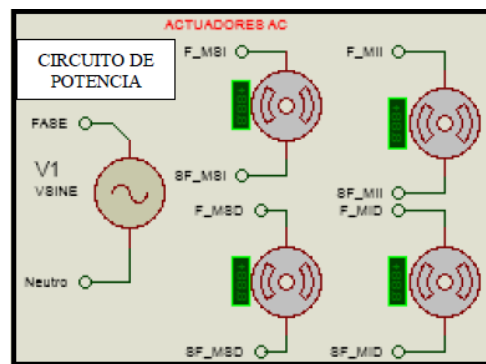 ACTUADORES AC
CIRCUITO DE
POTENCIA
F_MSI
F_MII
FASE
V1
VSINE
SF_MSI
SF_MII
F_MSD
F_MID
Neutro
SF_MSD
SF_MID